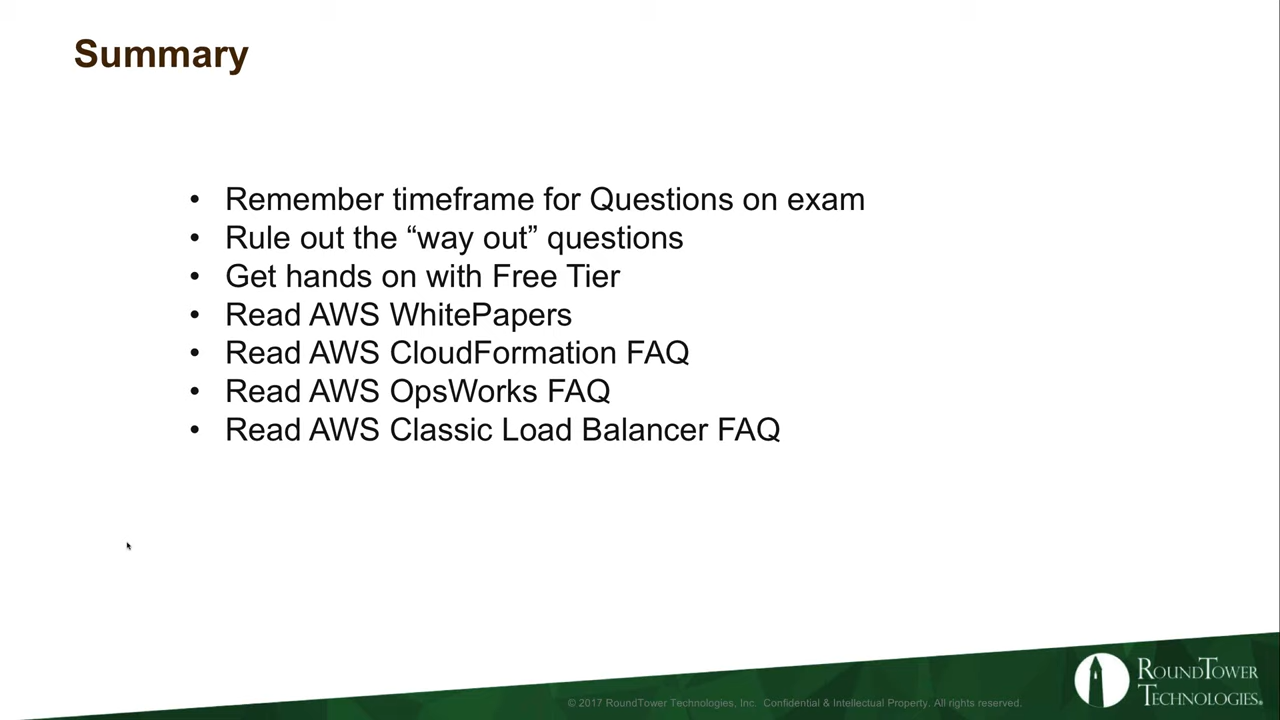 Summary
• Remember timeframe for Questions on exam
• Rule out the “way out” questions
• Get hands on with Free Tier
• Read AWS WhitePapers
• Read AWS CloudFormation FAQ
• Read AWS OpsWorks FAQ
• Read AWS Classic Load Balancer FAQ
© 2017 RoundTower Technologies, Inc. Confidential & Intellectual Property. All rights reserved.
ROUNDTOWER
TECHNOLOGIES®